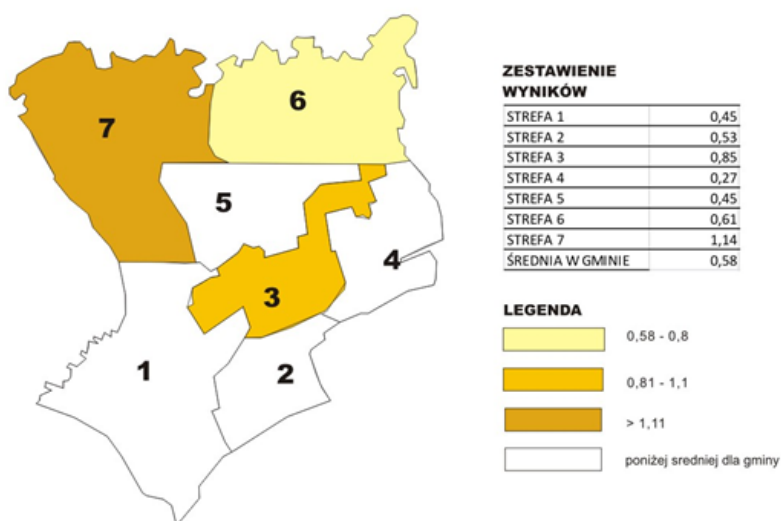 7
6
5
4
3
1
2
ZESTAWIENIE
WYNIKÓW
STREFA 1 0,45
STREFA 2 0,53
STREFA 3 0,85
STREFA 4 0,27
STREFA 5 0,45
STREFA 6 0,61
STREFA 7 1,14
ŚREDNIA W GMINIE 0,58
LEGENDA
0,58 - 0,8
0,81 - 1,1
> 1,11
poniżej sredniej dla gminy